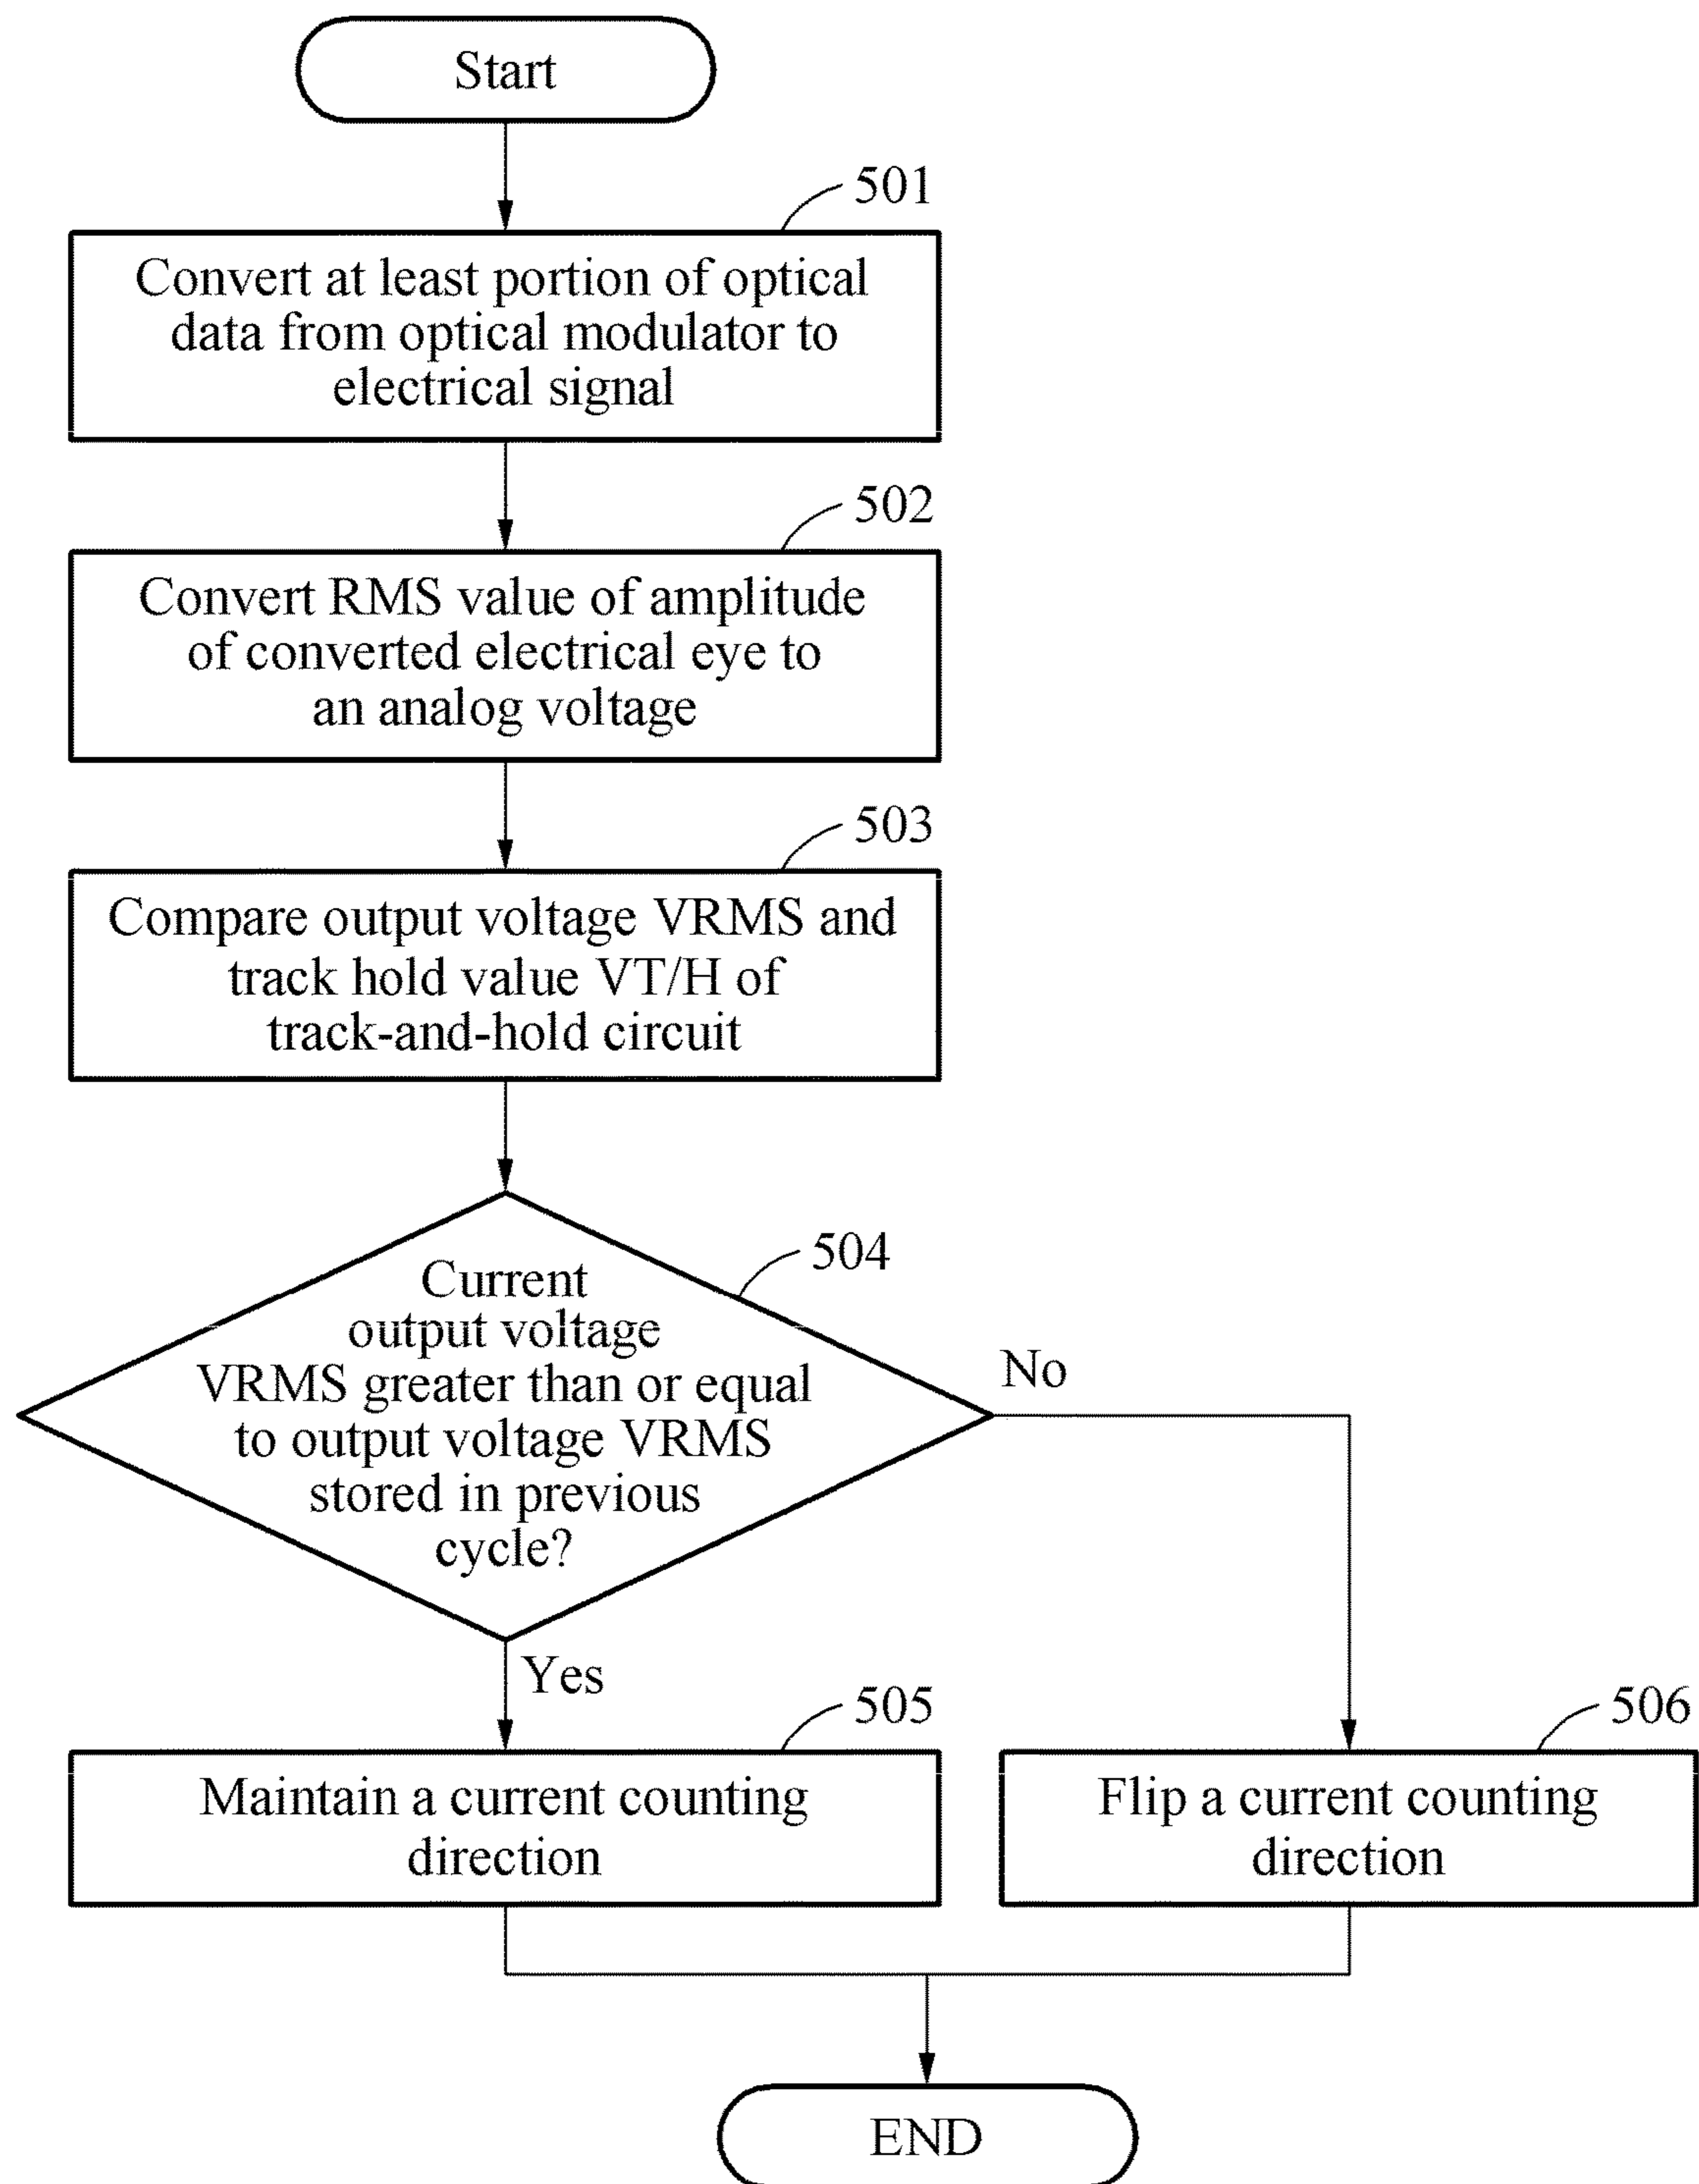 Start
501
Convert at least portion of optical
data from optical modulator to
electrical signal
502
Convert RMS value of amplitude
of converted electrical eye to
an analog voltage
503
Compare output voltage VRMS and
track hold value VT/H of
track-and-hold circuit
504
Current
output voltage
VRMS greater than or equal
to output voltage VRMS
stored in previous
cycle?
No
Yes
505
Maintain a current counting
direction
506
Flip a current counting
direction
END